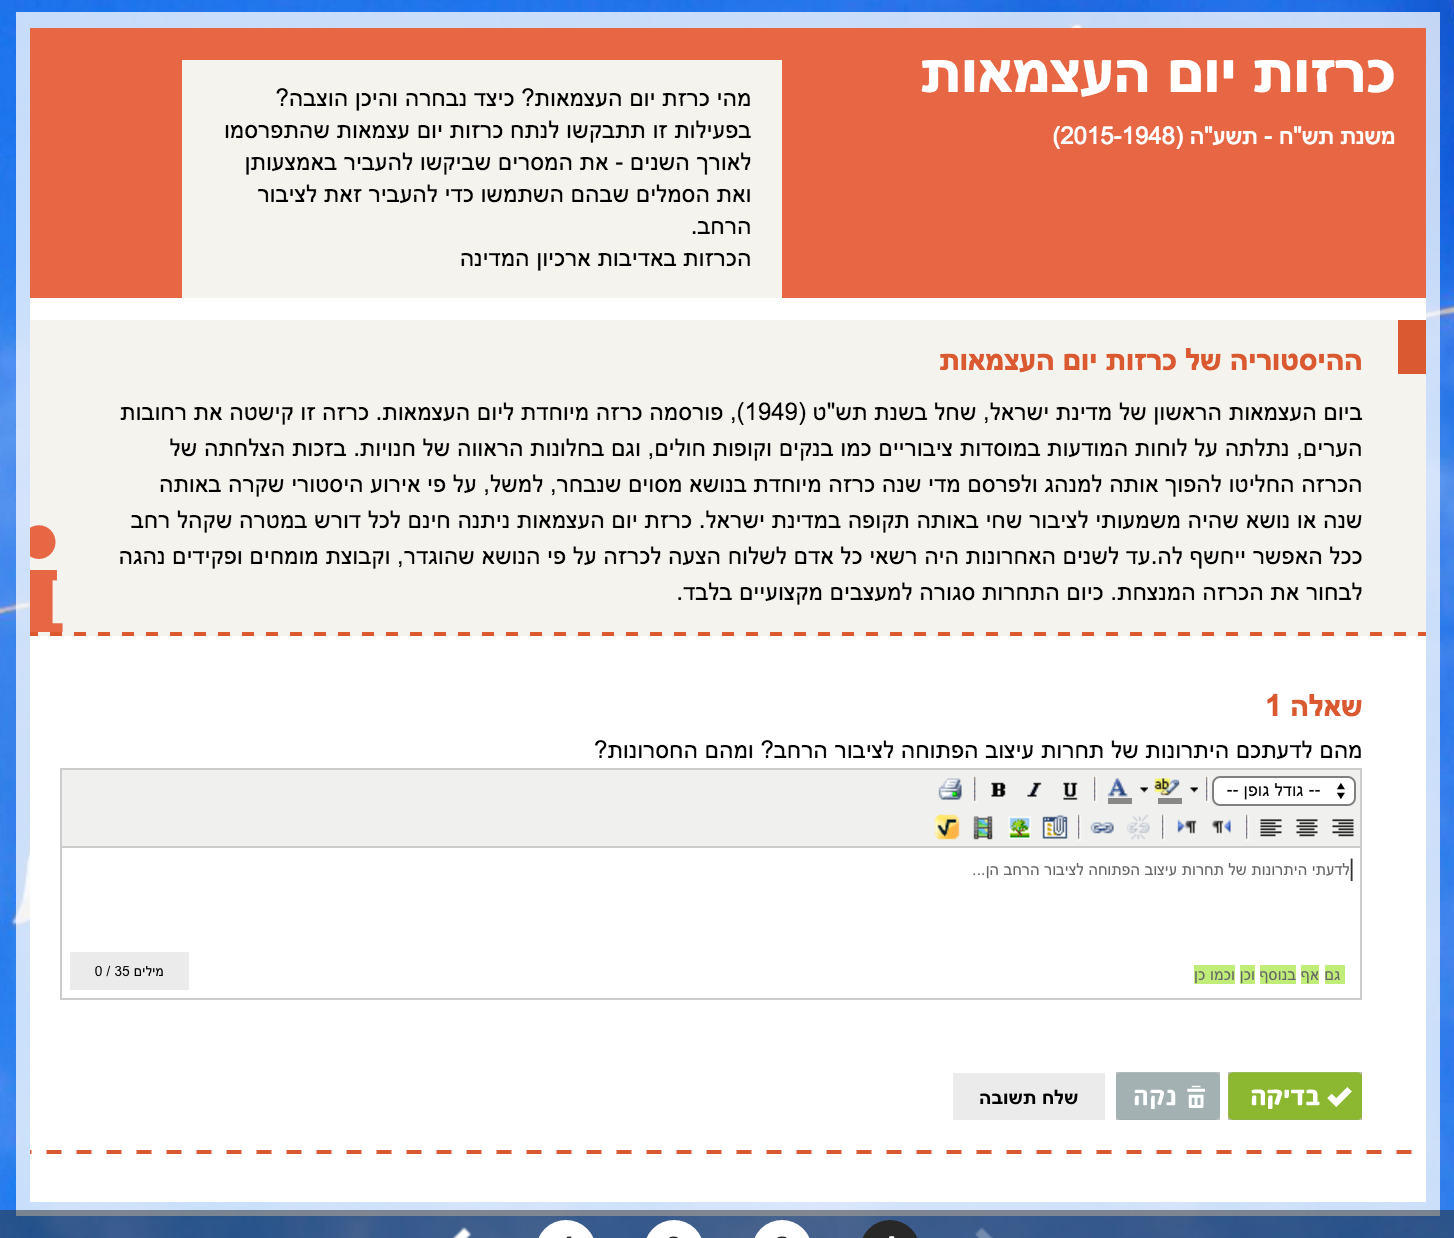 כרזות יום העצמאות
משנת תש"ח - תשע"ה (2015-1948)
מהי כרזת יום העצמאות? כיצד נבחרה והיכן הוצבה?
בפעילות זו תתבקשו לנתח כרזות יום עצמאות שהתפרסמו
לאורך השנים - את המסרים שביקשו להעביר באמצעותן
ואת הסמלים שבהם השתמשו כדי להעביר זאת לציבור
הרחב.
הכרזות באדיבות ארכיון המדינה
ההיסטוריה של כרזות יום העצמאות
ביום העצמאות הראשון של מדינת ישראל, שחל בשנת תש"ט (1949), פורסמה כרזה מיוחדת ליום העצמאות. כרזה זו קישטה את רחובות
הערים, נתלתה על לוחות המודעות במוסדות ציבוריים כמו בנקים וקופות חולים, וגם בחלונות הראווה של חנויות. בזכות הצלחתה של
הכרזה החליטו להפוך אותה למנהג ולפרסם מדי שנה כרזה מיוחדת בנושא מסוים שנבחר, למשל, על פי אירוע היסטורי שקרה באותה
שנה או נושא שהיה משמעותי לציבור שחי באותה תקופה במדינת ישראל. כרזת יום העצמאות ניתנה חינם לכל דורש במטרה שקהל רחב
ככל האפשר ייחשף לה.עד לשנים האחרונות היה רשאי כל אדם לשלוח הצעה לכרזה על פי הנושא שהוגדר, וקבוצת מומחים ופקידים נהגה
לבחור את הכרזה המנצחת. כיום התחרות סגורה למעצבים מקצועיים בלבד.
i
שאלה 1
מהם לדעתכם היתרונות של תחרות עיצוב הפתוחה לציבור הרחב? ומהם החסרונות?
-- גודל גופן --
ab
A
U
I
B
לדעתי היתרונות של תחרות עיצוב הפתוחה לציבור הרחב הן...
גם אף בנוסף וכן וכמו כן
0 / 35 מילים
בדיקה
נקה
שלח תשובה